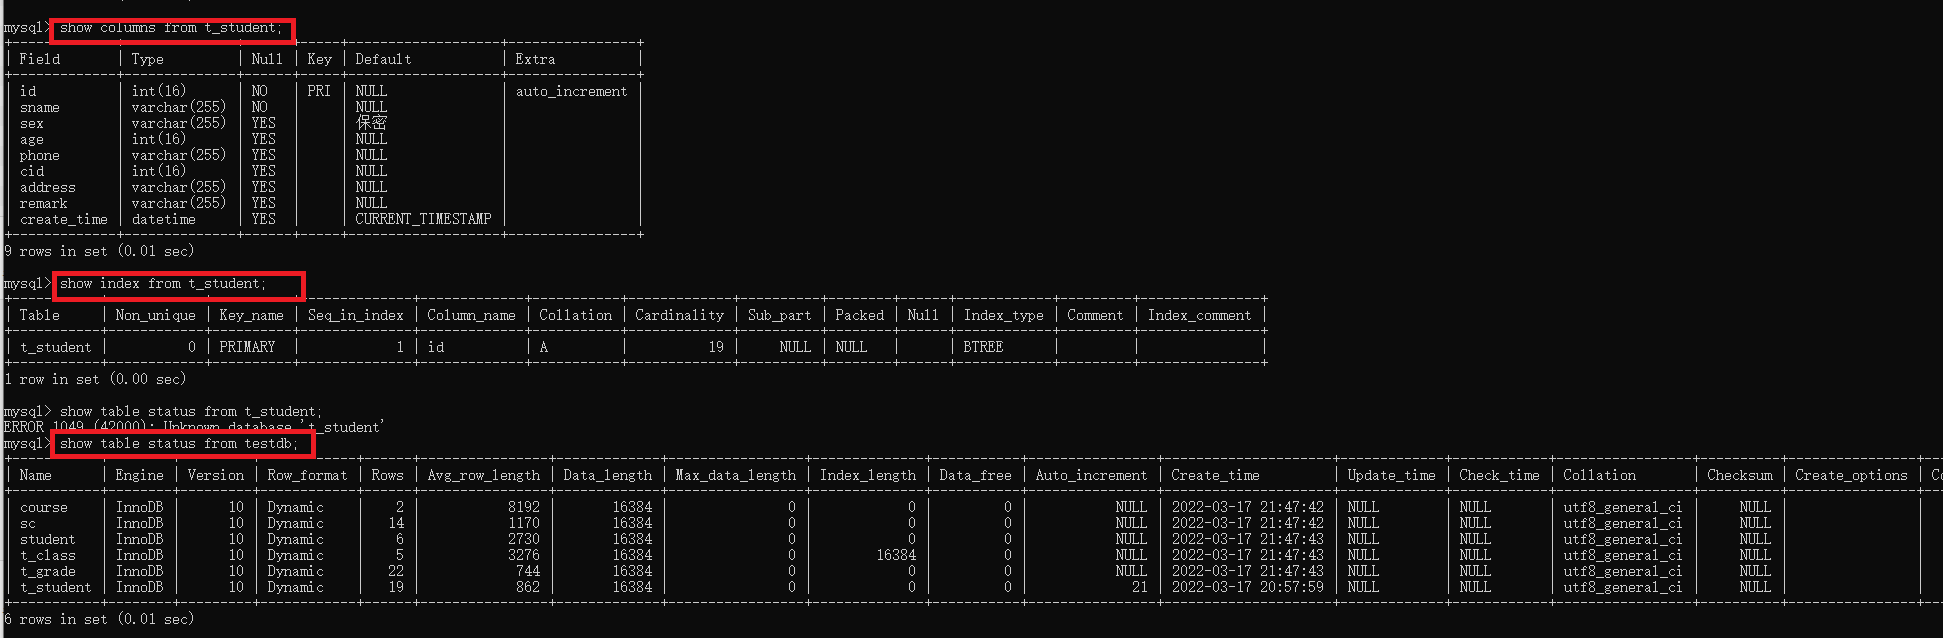 mysql> show columns from t_student;
| Field | Type | Null | Key | Default | Extra |
| id | int(16) | NO | PRI | NULL | auto_increment |
| sname | varchar(255) | NO | | NULL | |
| sex | varchar(255) | YES | | 保密 | |
| age | int(16) | YES | | NULL | |
| phone | varchar(255) | YES | | NULL | |
| cid | int(16) | YES | | NULL | |
| address | varchar(255) | YES | | NULL | |
| remark | varchar(255) | YES | | NULL | |
| create_time | datetime | YES | | CURRENT_TIMESTAMP | |
9 rows in set (0.01 sec)
mysql> show index from t_student;
| Table | Non_unique | Key_name | Seq_in_index | Column_name | Collation | Cardinality | Sub_part | Packed | Null | Index_type | Comment | Index_comment |
| t_student | 0 | PRIMARY | 1 | id | A | 19 | NULL | NULL | | BTREE | | |
1 row in set (0.00 sec)
mysql> show table status from t_student;
ERROR 1049 (42000): Unknown database 't_student'
mysql> show table status from testdb;
| Name | Engine | Version | Row_format | Rows | Avg_row_length | Data_length | Max_data_length | Index_length | Data_free | Auto_increment | Create_time | Update_time | Check_time | Collation | Checksum | Create_options | Co
| course | InnoDB | 10 | Dynamic | 2 | 8192 | 16384 | 0 | 0 | 0 | NULL | 2022-03-17 21:47:42 | NULL | NULL | utf8_general_ci | NULL | |
| sc | InnoDB | 10 | Dynamic | 14 | 1170 | 16384 | 0 | 0 | 0 | NULL | 2022-03-17 21:47:42 | NULL | NULL | utf8_general_ci | NULL | |
| student | InnoDB | 10 | Dynamic | 6 | 2730 | 16384 | 0 | 0 | 0 | NULL | 2022-03-17 21:47:43 | NULL | NULL | utf8_general_ci | NULL | |
| t_class | InnoDB | 10 | Dynamic | 5 | 3276 | 16384 | 0 | 16384 | 0 | NULL | 2022-03-17 21:47:43 | NULL | NULL | utf8_general_ci | NULL | |
| t_grade | InnoDB | 10 | Dynamic | 22 | 744 | 16384 | 0 | 0 | 0 | NULL | 2022-03-17 21:47:43 | NULL | NULL | utf8_general_ci | NULL | |
| t_student | InnoDB | 10 | Dynamic | 19 | 862 | 16384 | 0 | 0 | 0 | 21 | 2022-03-17 20:57:59 | NULL | NULL | utf8_general_ci | NULL | |
6 rows in set (0.01 sec)